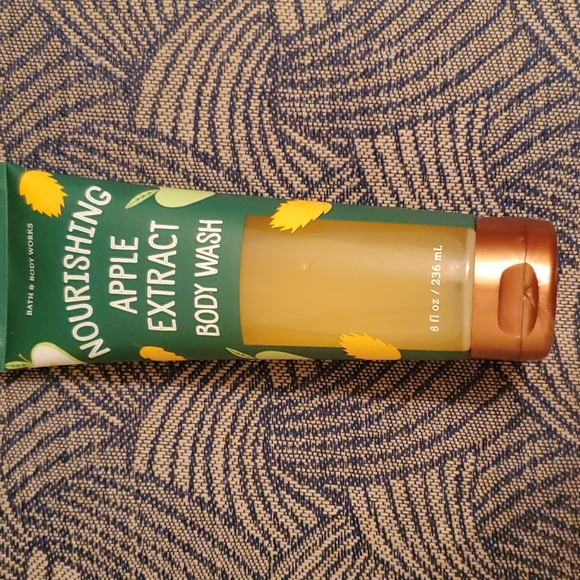 BATH & BODY WORKS
NOURISHING
APPLE
EXTRACT
BODY WASH
8 fl oz / 236 mL